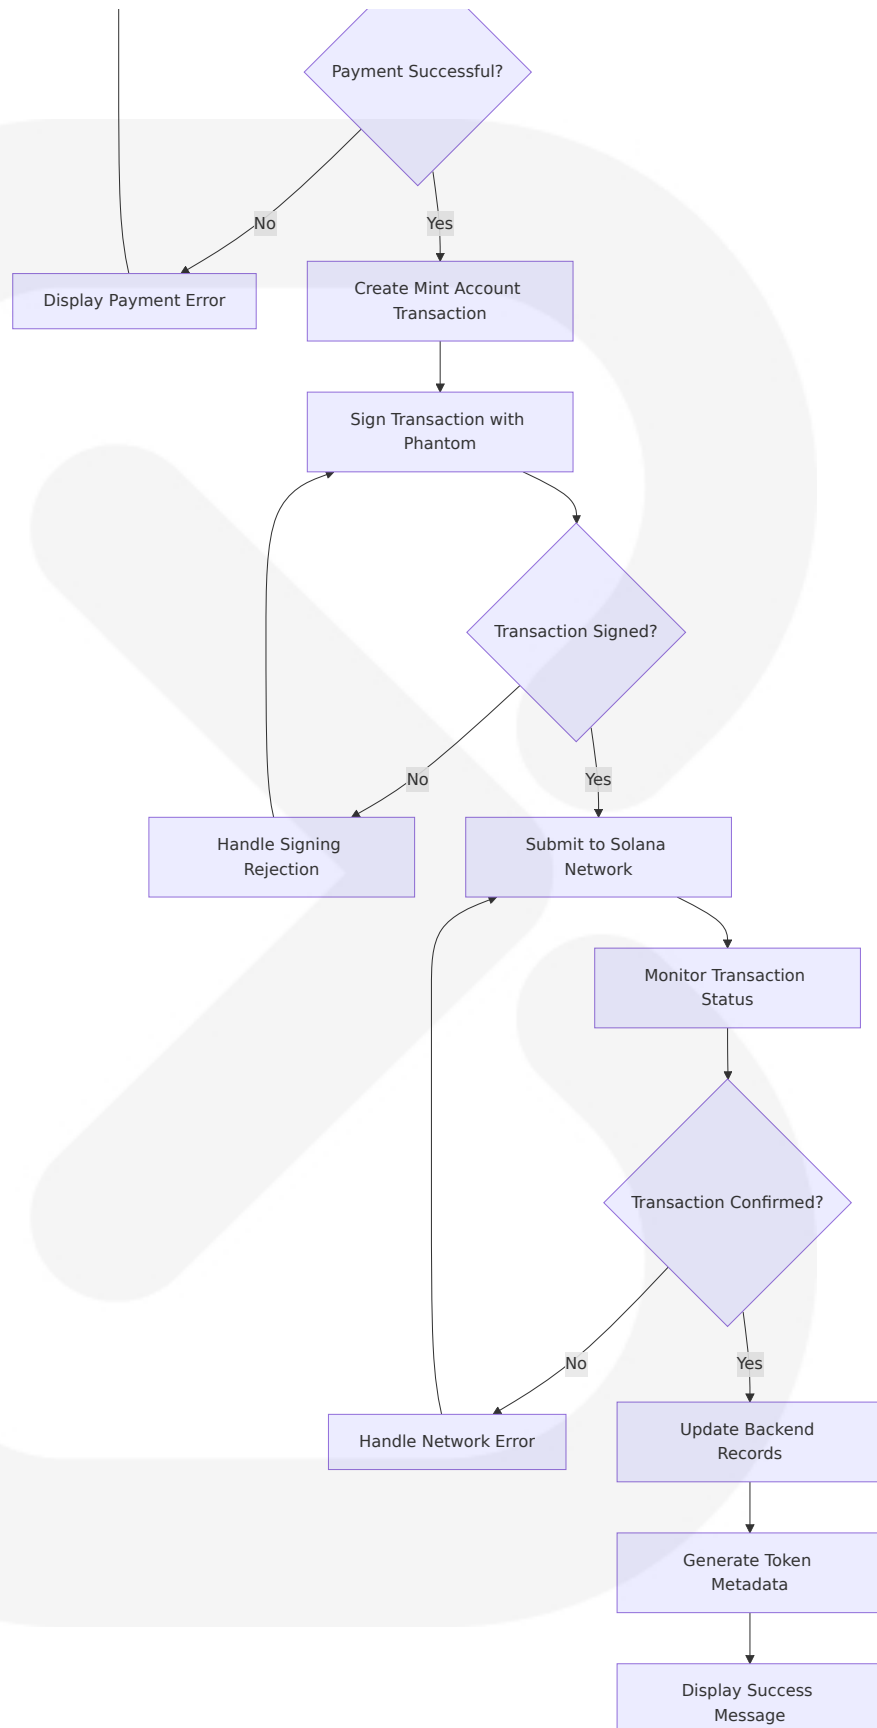 Payment Successful?
No
Yes
Display Payment Error
Create Mint Account
Transaction
Sign Transaction with
Phantom
Transaction Signed?
No
Yes
Handle Signing
Rejection
Submit to Solana
Network
Monitor Transaction
Status
Transaction Confirmed?
No
Yes
Handle Network Error
Update Backend
Records
Generate Token
Metadata
Display Success
Message